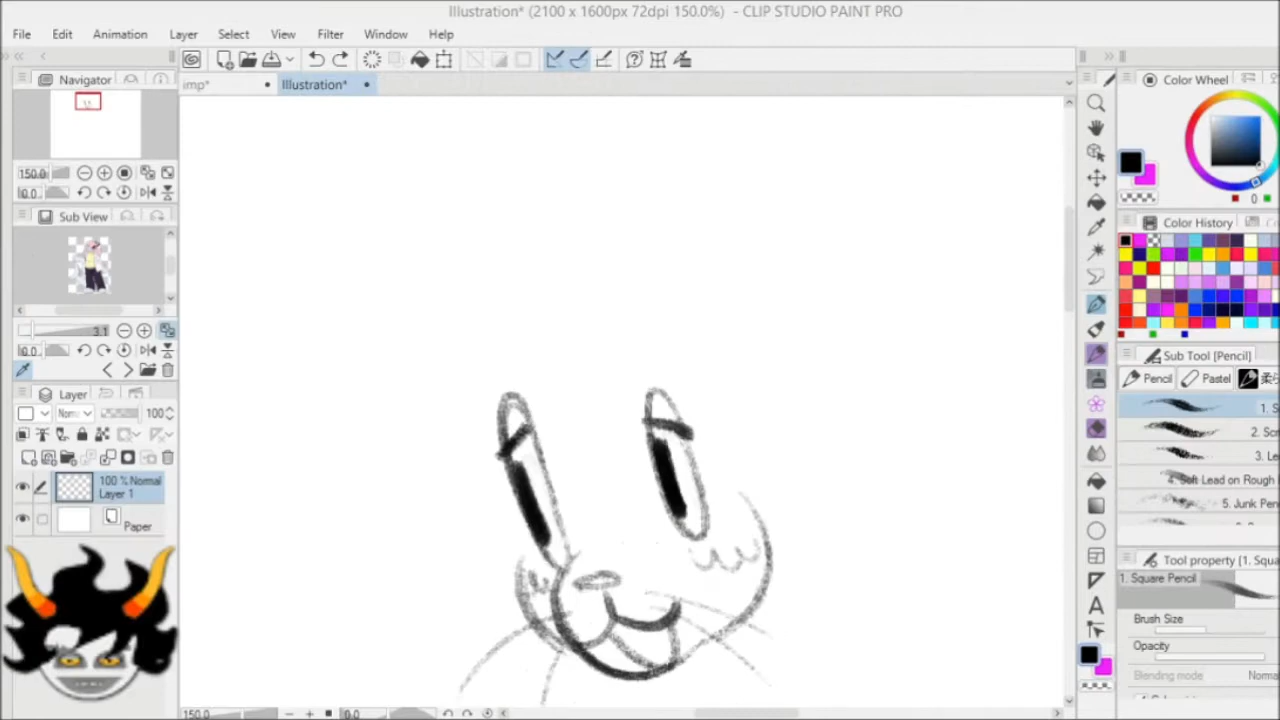 Illustration* (2100 x 1600px 72dpi 150.0%) - CLIP STUDIO PAINT PRO
File Edit Animation Layer Select View Filter Window Help
imp* Illustration*
Navigator
150.0
0.0
Sub View
3.1
0.0
Layer
Norm 100
100 % Normal
Layer 1
Paper
Color Wheel
0
Color History
Sub Tool [Pencil]
Pencil Pastel
1. S
2. Sc
3. Le
4. Soft Lead on Rough
5. Junk Pen
Tool property [1. Squa
1. Square Pencil
Brush Size
Opacity
Blending mode Norma
150.0 0.0